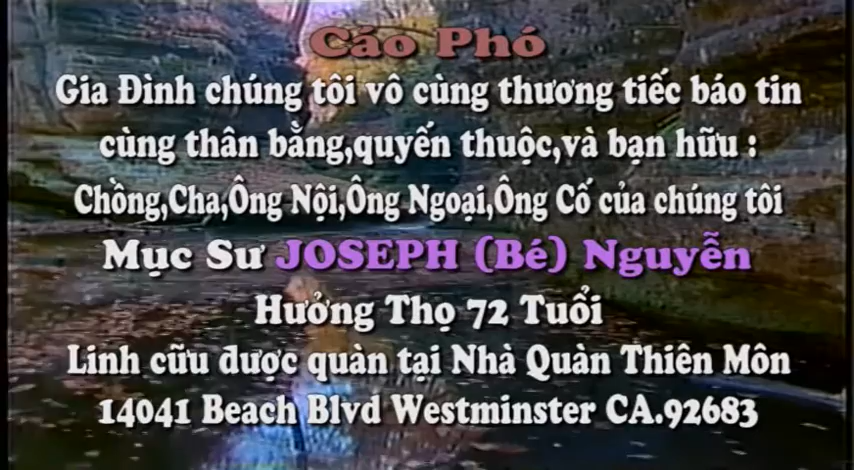 Cáo Phó
Gia Đình chúng tôi vô cùng thương tiếc báo tin
cùng thân bằng,quyến thuộc,và bạn hữu :
Chồng,Cha,Ông Nội,Ông Ngoại,Ông Cố của chúng tôi
Mục Sư JOSEPH (Bé) Nguyễn
Hưởng Thọ 72 Tuổi
Linh cữu được quàn tại Nhà Quàn Thiên Môn
14041 Beach Blvd Westminster CA.92683